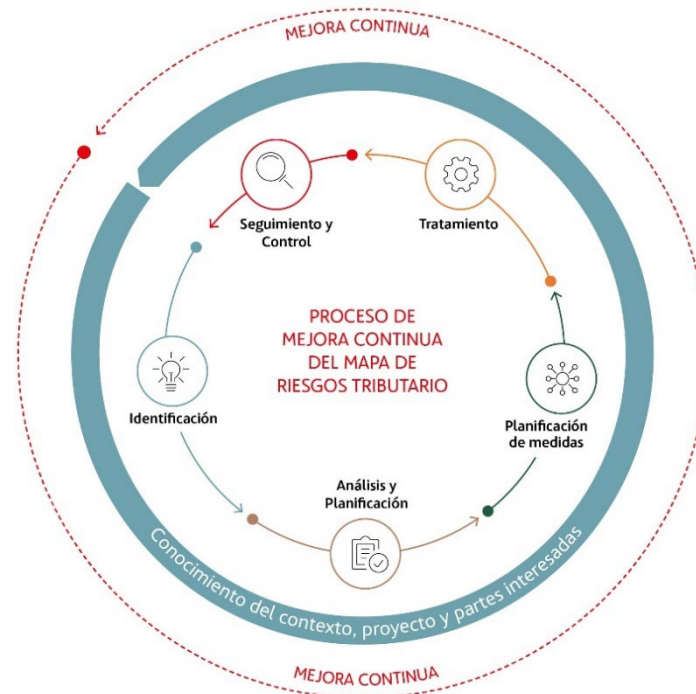 MEJORA CONTINUA
Seguimiento y
Control
Tratamiento
PROCESO DE
MEJORA CONTINUA
DEL MAPA DE
RIESGOS TRIBUTARIO
Identificación
Planificación
de medidas
Análisis y
Planificación
Conocimiento del contexto, proyecto y partes interesadas
MEJORA CONTINUA